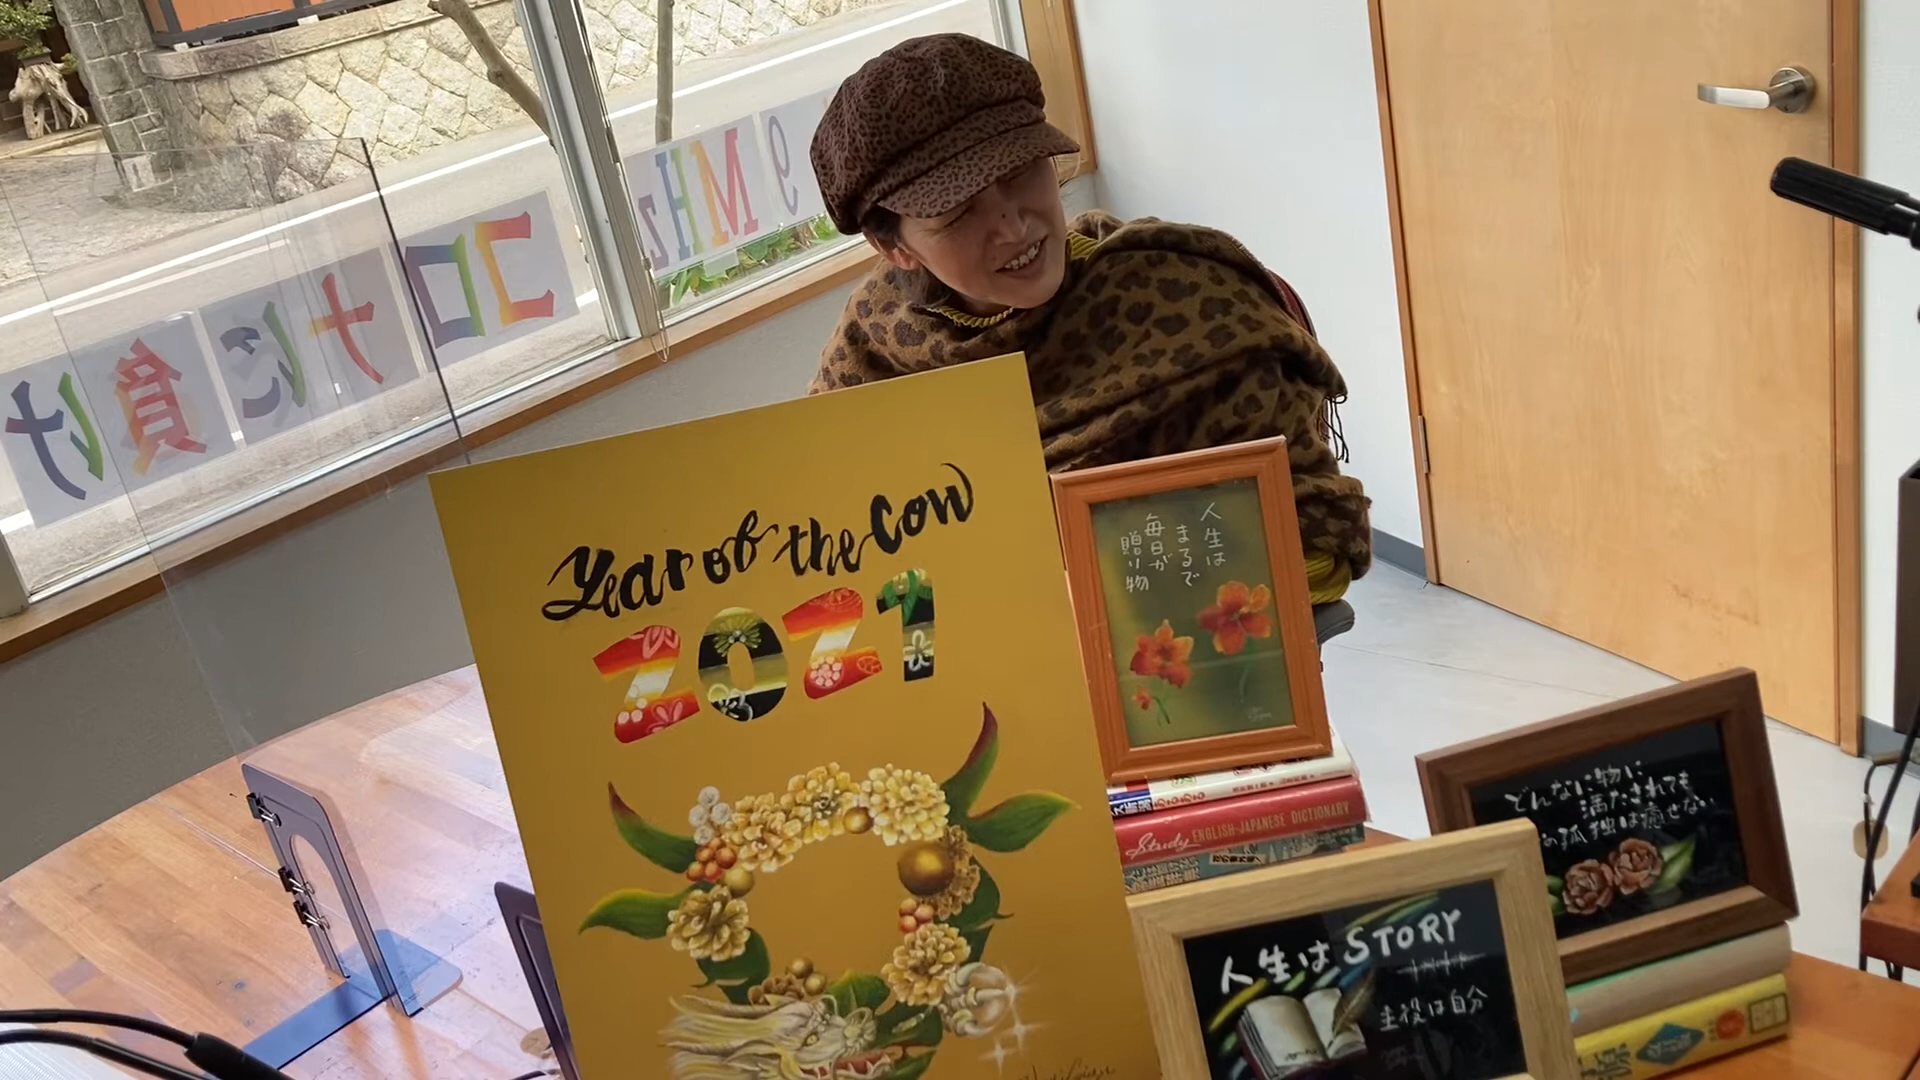 コロナに負け
9MHz
Year of the Cow
2021
人生は
まるで
毎日が
贈り物
Study ENGLISH-JAPANESE DICTIONARY
どんなに物に
満たされても
の孤独は癒せない
人生はSTORY
主役は自分